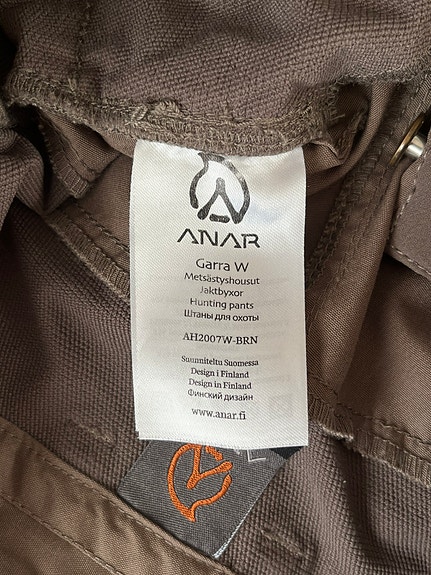 ANAR
Garra W
Metsästyshousut
Jaktbyxor
Hunting pants
Штаны для охоты
AH2007W-BRN
Suunniteltu Suomessa
Design i Finland
Design in Finland
Финский дизайн
www.anar.fi